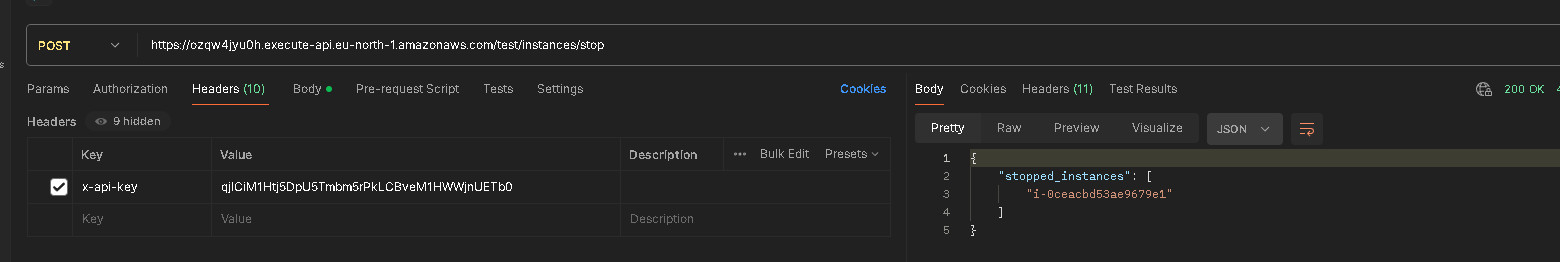 POST https://ozqw4jyu0h.execute-api.eu-north-1.amazonaws.com/test/instances/stop
Params Authorization Headers (10) Body Pre-request Script Tests Settings Cookies
Headers 9 hidden
Key Value Description ••• Bulk Edit Presets
x-api-key qjlCiM1Htj5DpU5Tmbm5rPkLCBveM1HWWjnUETb0
Key Value Description
Body Cookies Headers (11) Test Results 200 OK
Pretty Raw Preview Visualize JSON
1 {
2 "stopped_instances": [
3 "i-0ceacbd53ae9679e1"
4 ]
5 }